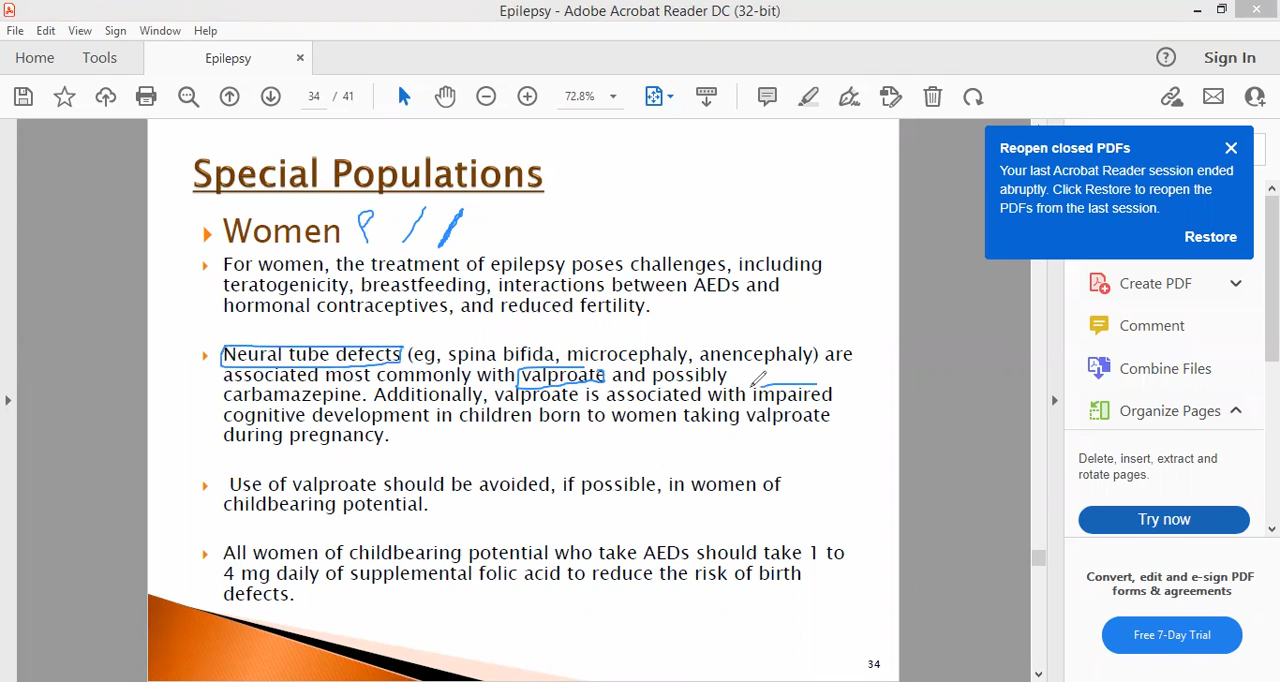 Epilepsy - Adobe Acrobat Reader DC (32-bit)
File Edit View Sign Window Help
Home Tools Epilepsy × Sign In
34 / 41 72.8%
Special Populations
Women
For women, the treatment of epilepsy poses challenges, including
teratogenicity, breastfeeding, interactions between AEDs and
hormonal contraceptives, and reduced fertility.
Neural tube defects (eg, spina bifida, microcephaly, anencephaly) are
associated most commonly with valproate and possibly
carbamazepine. Additionally, valproate is associated with impaired
cognitive development in children born to women taking valproate
during pregnancy.
Use of valproate should be avoided, if possible, in women of
childbearing potential.
All women of childbearing potential who take AEDs should take 1 to
4 mg daily of supplemental folic acid to reduce the risk of birth
defects.
34
Reopen closed PDFs
Your last Acrobat Reader session ended
abruptly. Click Restore to reopen the
PDFs from the last session.
Restore
Create PDF
Comment
Combine Files
Organize Pages
Delete, insert, extract and
rotate pages.
Try now
Convert, edit and e-sign PDF
forms & agreements
Free 7-Day Trial